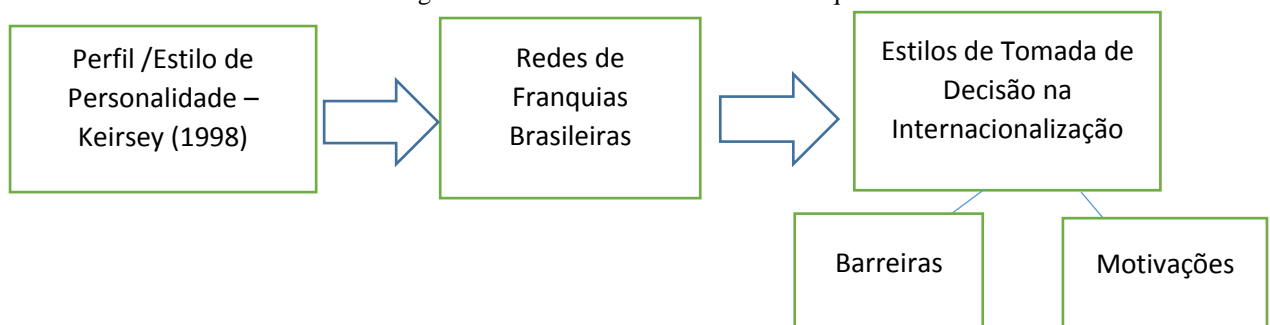 Perfil /Estilo de
Personalidade –
Keirsey (1998)
Redes de
Franquias
Brasileiras
Estilos de Tomada de
Decisão na
Internacionalização
Barreiras
Motivações